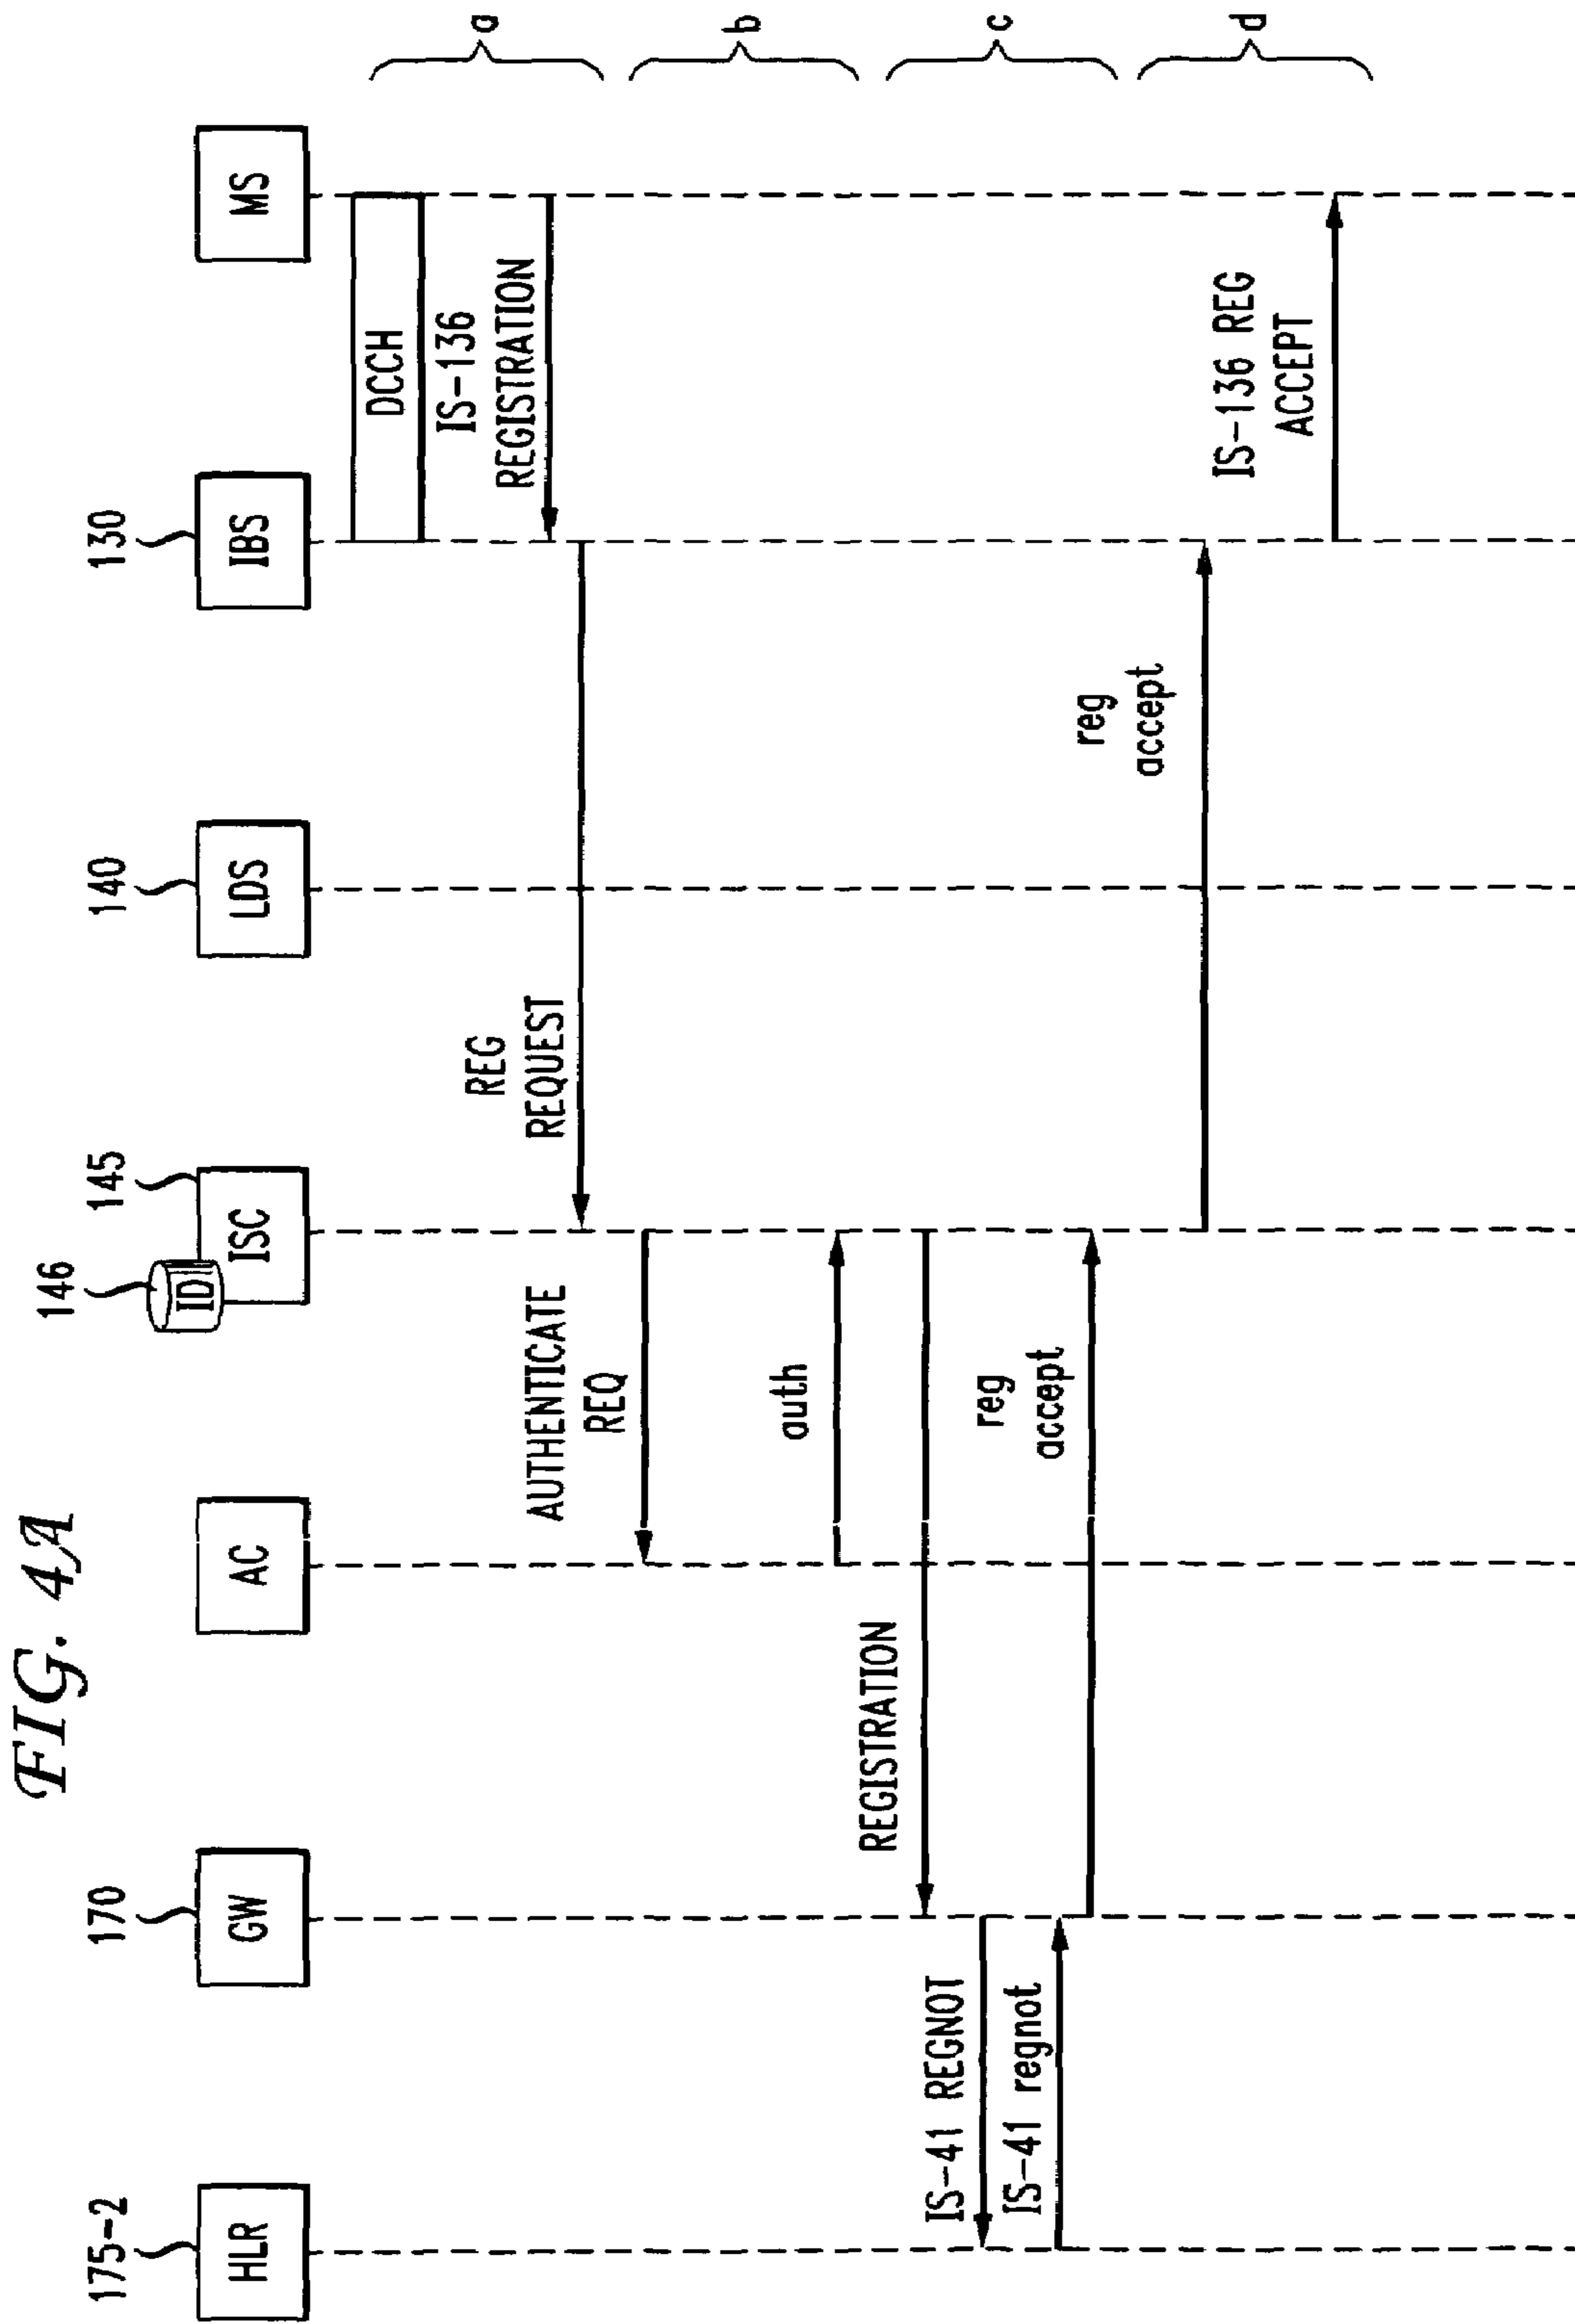 FIG. 4A
175-2
170
146
145
140
130
HLR
GW
AC
ID
ISC
LDS
IBS
MS
DCCH
IS-136
REGISTRATION
a
REG
REQUEST
AUTHENTICATE
REQ
b
auth
REGISTRATION
c
IS-41 REGNOT
IS-41 regnot
reg
accept
reg
accept
d
IS-136 REG
ACCEPT